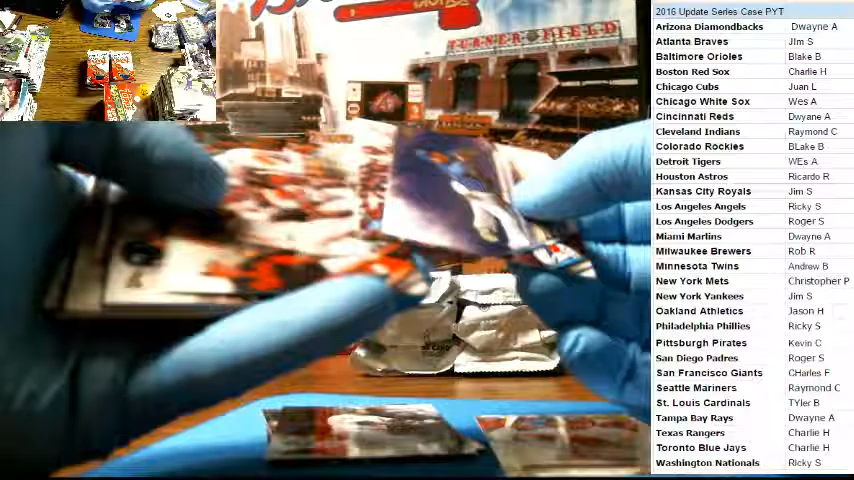 2016 Update Series Case PYT
Arizona Diamondbacks Dwayne A
Atlanta Braves JIm S
Baltimore Orioles Blake B
Boston Red Sox Charlie H
Chicago Cubs Juan L
Chicago White Sox Wes A
Cincinnati Reds Dwyane A
Cleveland Indians Raymond C
Colorado Rockies BLake B
Detroit Tigers WEs A
Houston Astros Ricardo R
Kansas City Royals Jim S
Los Angeles Angels Ricky S
Los Angeles Dodgers Roger S
Miami Marlins Dwayne A
Milwaukee Brewers Rob R
Minnesota Twins Andrew B
New York Mets Christopher P
New York Yankees Jim S
Oakland Athletics Jason H
Philadelphia Phillies Ricky S
Pittsburgh Pirates Kevin C
San Diego Padres Roger S
San Francisco Giants CHarles F
Seattle Mariners Raymond C
St. Louis Cardinals TYler B
Tampa Bay Rays Dwayne A
Texas Rangers Charlie H
Toronto Blue Jays Charlie H
Washington Nationals Ricky S
TURNER FIELD